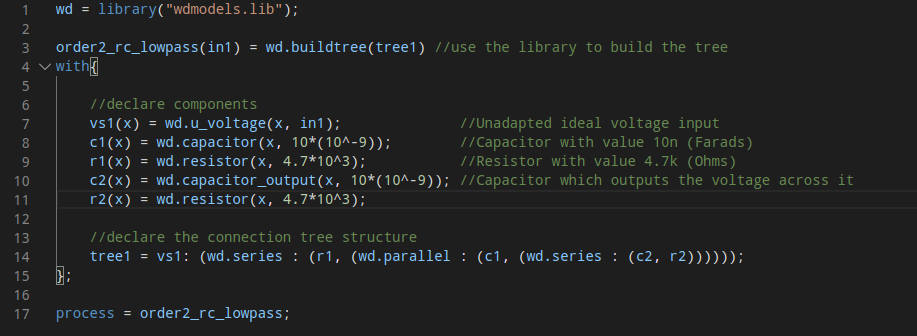 1 wd = library("wdmodels.lib");
2
3 order2_rc_lowpass(in1) = wd.buildtree(tree1) //use the library to build the tree
4 with{
5
6 //declare components
7 vs1(x) = wd.u_voltage(x, in1); //Unadapted ideal voltage input
8 c1(x) = wd.capacitor(x, 10*(10^-9)); //Capacitor with value 10n (Farads)
9 r1(x) = wd.resistor(x, 4.7*10^3); //Resistor with value 4.7k (Ohms)
10 c2(x) = wd.capacitor_output(x, 10*(10^-9)); //Capacitor which outputs the voltage across it
11 r2(x) = wd.resistor(x, 4.7*10^3);
12
13 //declare the connection tree structure
14 tree1 = vs1: (wd.series : (r1, (wd.parallel : (c1, (wd.series : (c2, r2))))));
15 };
16
17 process = order2_rc_lowpass;